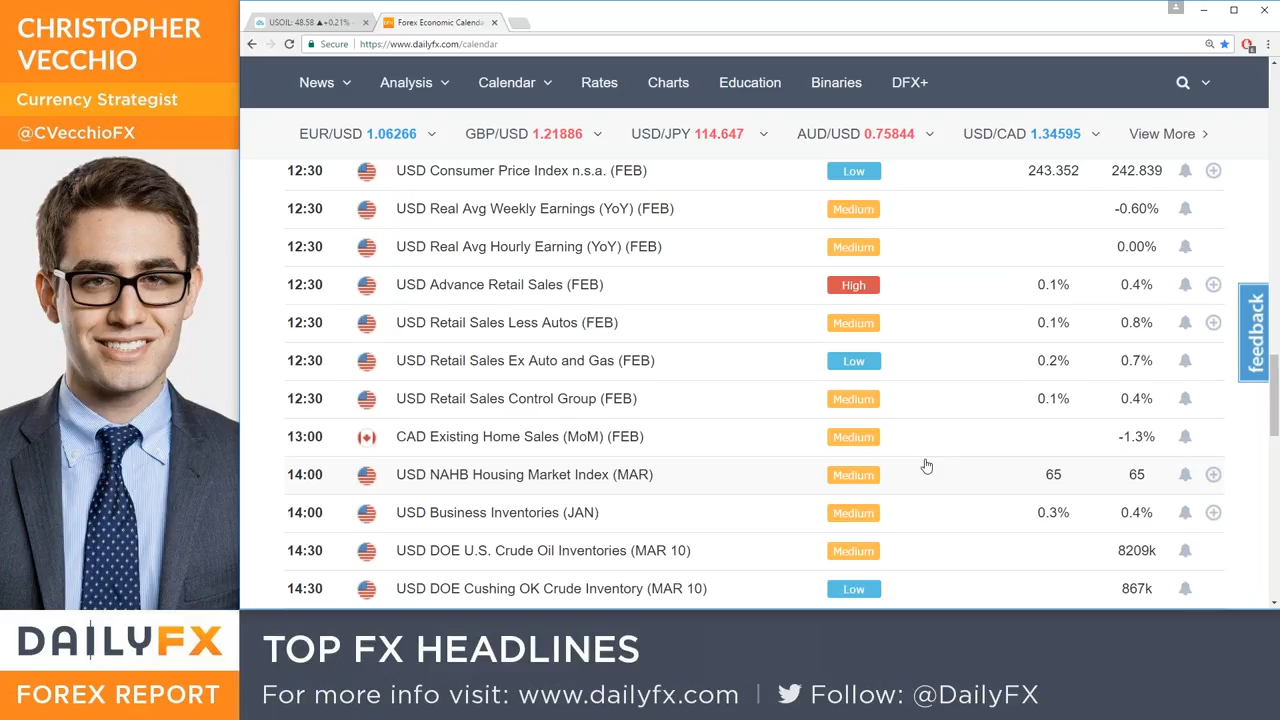 CHRISTOPHER
VECCHIO
Currency Strategist
@CVecchioFX
USOIL: 48.58 ▲+0.21%
Forex Economic Calenda
Secure https://www.dailyfx.com/calendar
News Analysis Calendar Rates Charts Education Binaries DFX+
EUR/USD 1.06266 GBP/USD 1.21886 USD/JPY 114.647 AUD/USD 0.75844 USD/CAD 1.34595 View More
12:30 USD Consumer Price Index n.s.a. (FEB) Low 243.352 242.839
12:30 USD Real Avg Weekly Earnings (YoY) (FEB) Medium -0.60%
12:30 USD Real Avg Hourly Earning (YoY) (FEB) Medium 0.00%
12:30 USD Advance Retail Sales (FEB) High 0.1% 0.4%
12:30 USD Retail Sales Less Autos (FEB) Medium 0.1% 0.8%
12:30 USD Retail Sales Ex Auto and Gas (FEB) Low 0.2% 0.7%
12:30 USD Retail Sales Control Group (FEB) Medium 0.1% 0.4%
13:00 CAD Existing Home Sales (MoM) (FEB) Medium -1.3%
14:00 USD NAHB Housing Market Index (MAR) Medium 65 65
14:00 USD Business Inventories (JAN) Medium 0.3% 0.4%
14:30 USD DOE U.S. Crude Oil Inventories (MAR 10) Medium 8209k
14:30 USD DOE Cushing OK Crude Inventory (MAR 10) Low 867k
feedback
DAILYFX
FOREX REPORT
TOP FX HEADLINES
For more info visit: www.dailyfx.com | Follow: @DailyFX